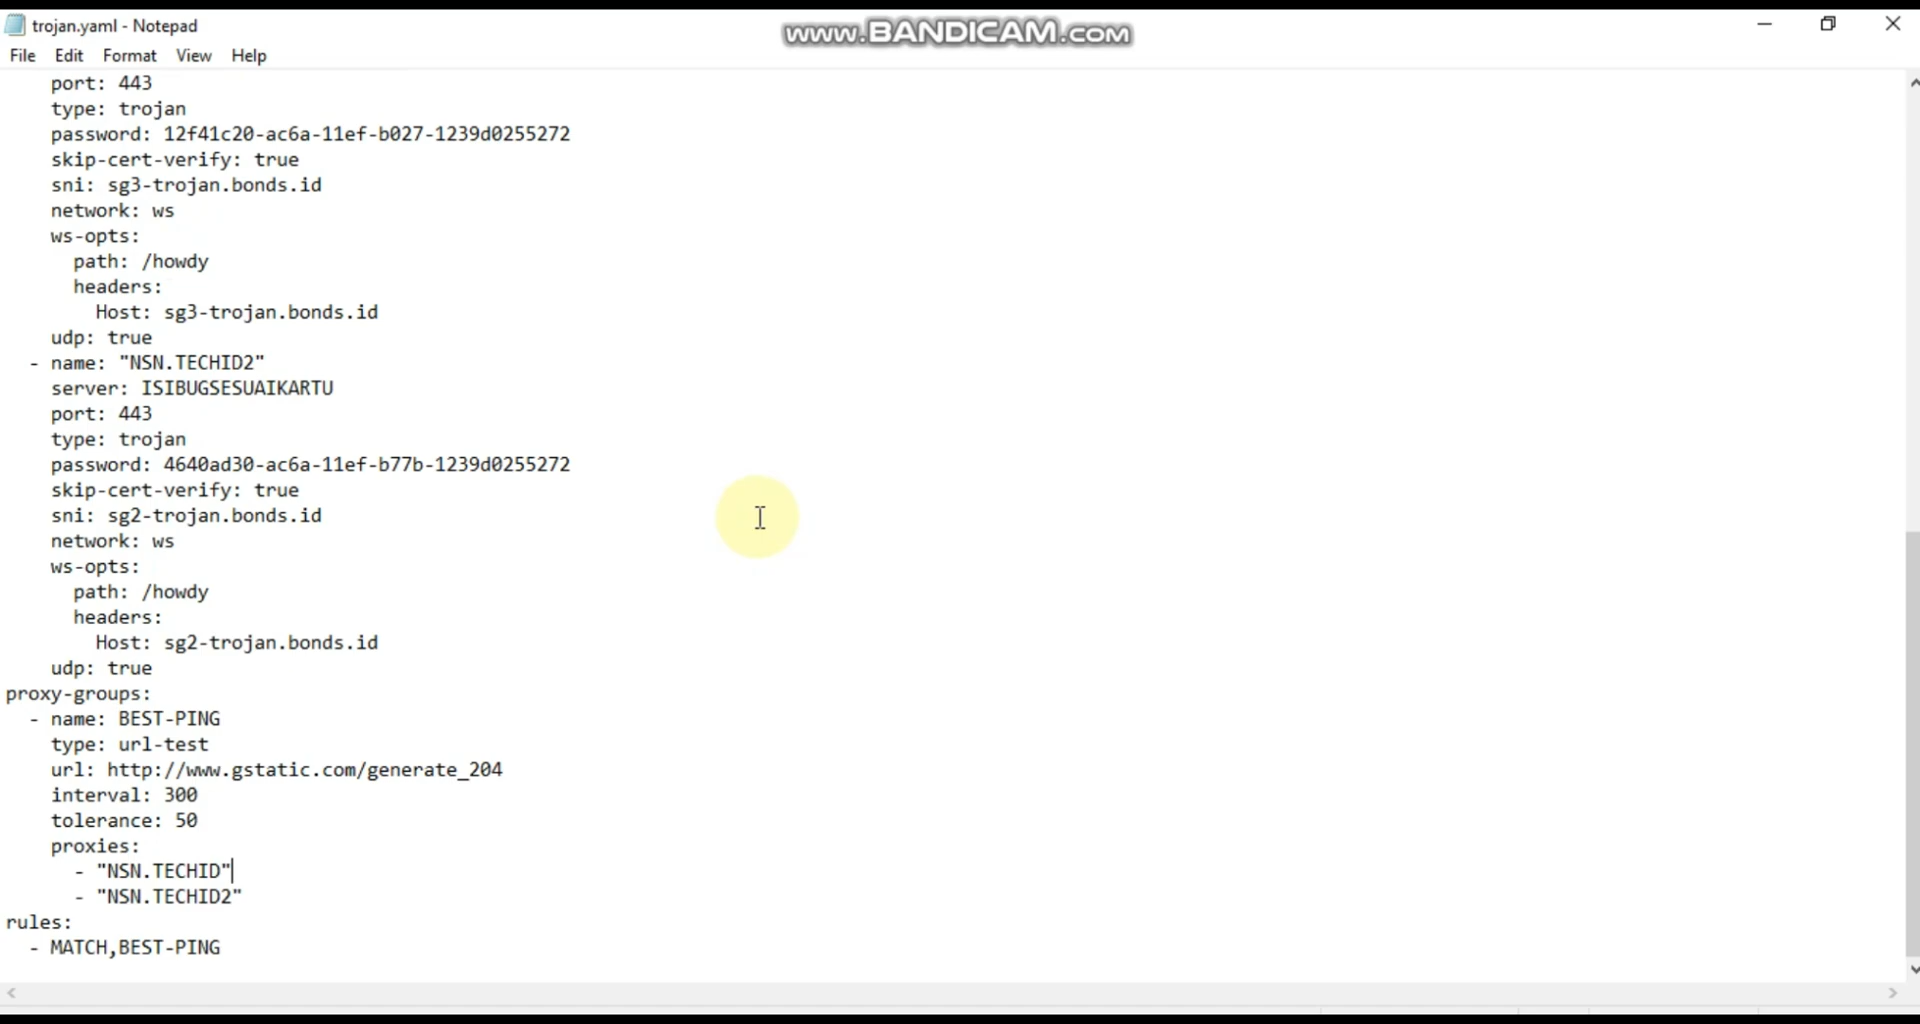 trojan.yaml - Notepad
www.BANDICAM.com
File Edit Format View Help
port: 443
type: trojan
password: 12f41c20-ac6a-11ef-b027-1239d0255272
skip-cert-verify: true
sni: sg3-trojan.bonds.id
network: ws
ws-opts:
path: /howdy
headers:
Host: sg3-trojan.bonds.id
udp: true
- name: "NSN.TECHID2"
server: ISIBUGSESUAIKARTU
port: 443
type: trojan
password: 4640ad30-ac6a-11ef-b77b-1239d0255272
skip-cert-verify: true
sni: sg2-trojan.bonds.id
network: ws
ws-opts:
path: /howdy
headers:
Host: sg2-trojan.bonds.id
udp: true
proxy-groups:
- name: BEST-PING
type: url-test
url: http://www.gstatic.com/generate_204
interval: 300
tolerance: 50
proxies:
- "NSN.TECHID"
- "NSN.TECHID2"
rules:
- MATCH,BEST-PING